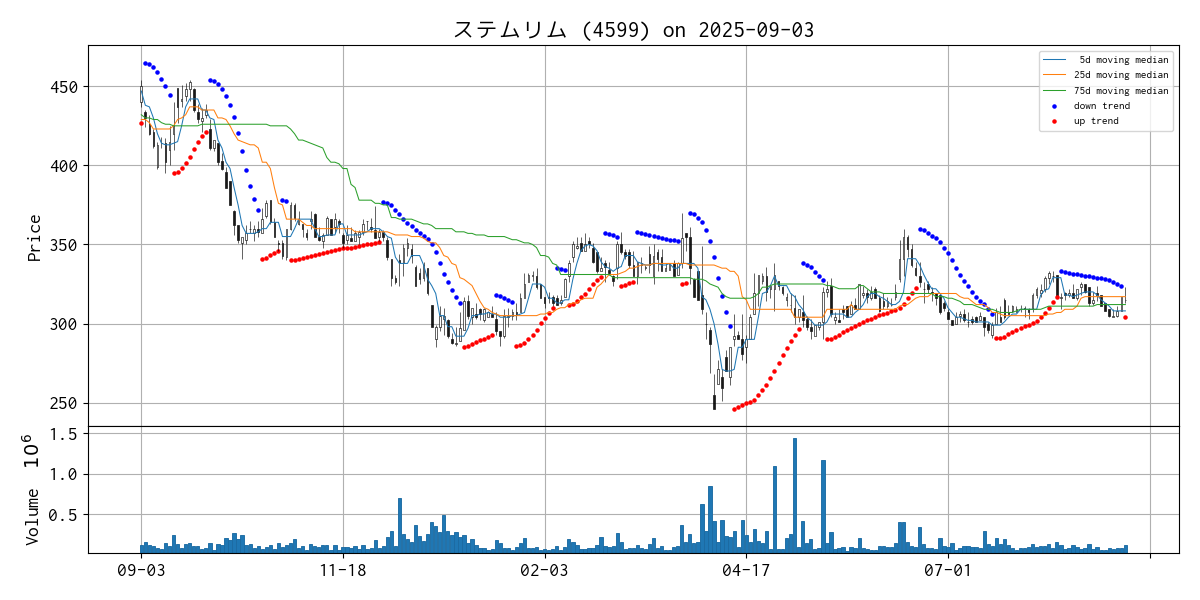 ステムリム (4599) on 2025-09-03
5d moving median
25d moving median
75d moving median
down trend
up trend
Price
450
400
350
300
250
Volume 10^6
1.5
1.0
0.5
09-03
11-18
02-03
04-17
07-01